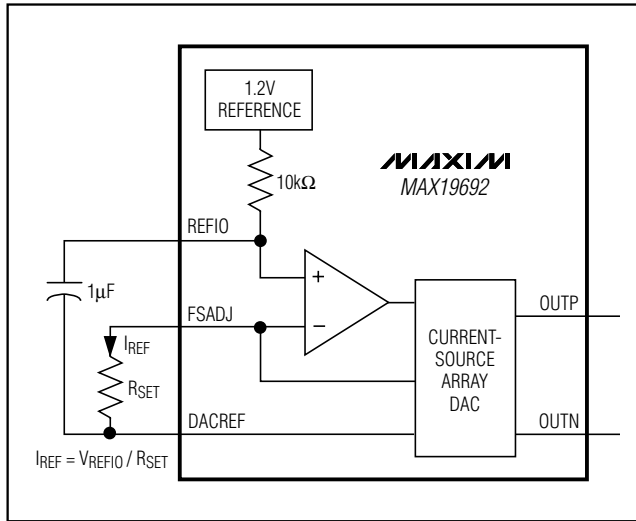 1.2V
REFERENCE
10kΩ
MAXIM
MAX19692
REFIO
+
1μF
FSADJ
−
IREF
RSET
CURRENT-
SOURCE
ARRAY
DAC
OUTP
DACREF
OUTN
IREF = VREFIO / RSET